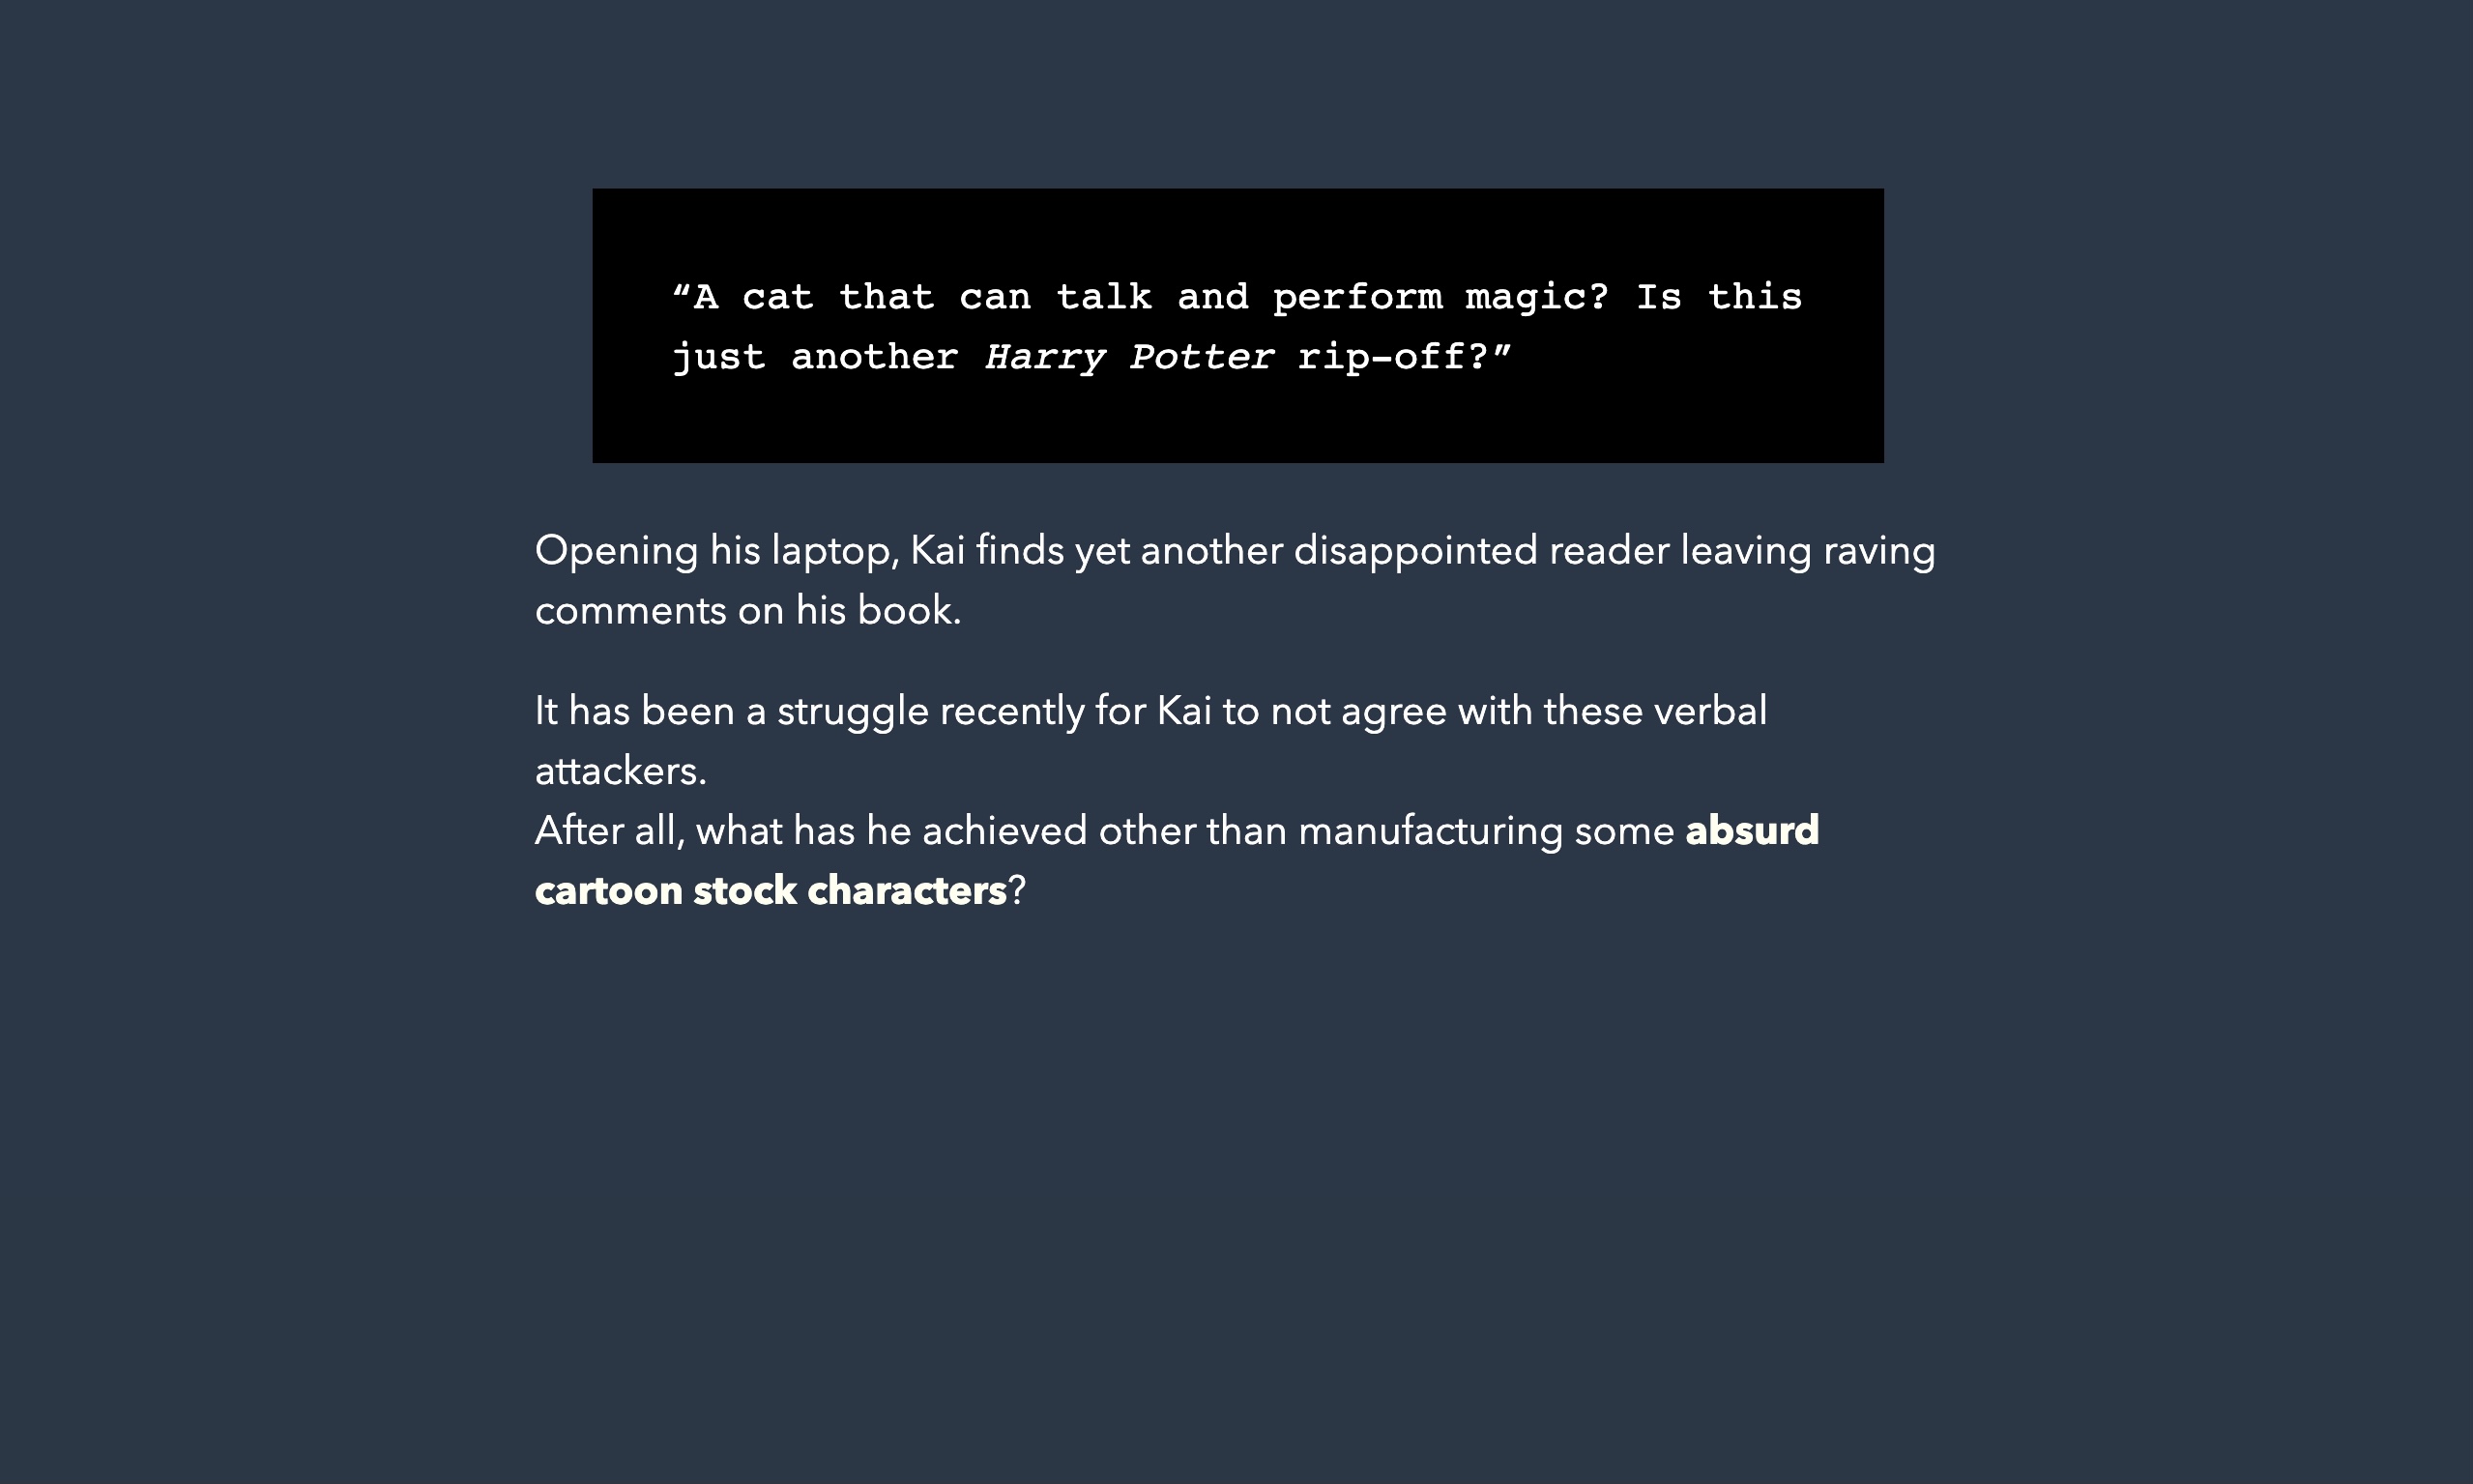 “A cat that can talk and perform magic? Is this
just another Harry Potter rip-off?”
Opening his laptop, Kai finds yet another disappointed reader leaving raving
comments on his book.
It has been a struggle recently for Kai to not agree with these verbal
attackers.
After all, what has he achieved other than manufacturing some absurd
cartoon stock characters?